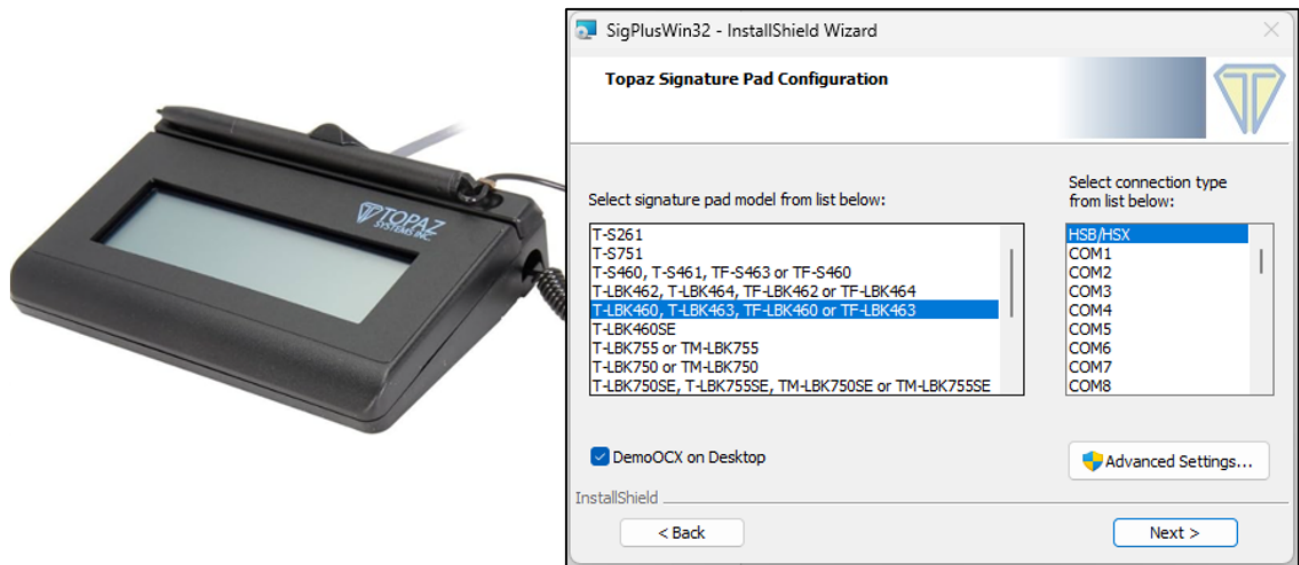 TOPAZ
SYSTEMS INC.
SigPlusWin32 - InstallShield Wizard
Topaz Signature Pad Configuration
Select signature pad model from list below:
T-S261
T-S751
T-S460, T-S461, TF-S463 or TF-S460
T-LBK462, T-LBK464, TF-LBK462 or TF-LBK464
T-LBK460, T-LBK463, TF-LBK460 or TF-LBK463
T-LBK460SE
T-LBK755 or TM-LBK755
T-LBK750 or TM-LBK750
T-LBK750SE, T-LBK755SE, TM-LBK750SE or TM-LBK755SE
Select connection type
from list below:
HSB/HSX
COM1
COM2
COM3
COM4
COM5
COM6
COM7
COM8
DemoOCX on Desktop
Advanced Settings...
InstallShield
< Back
Next >